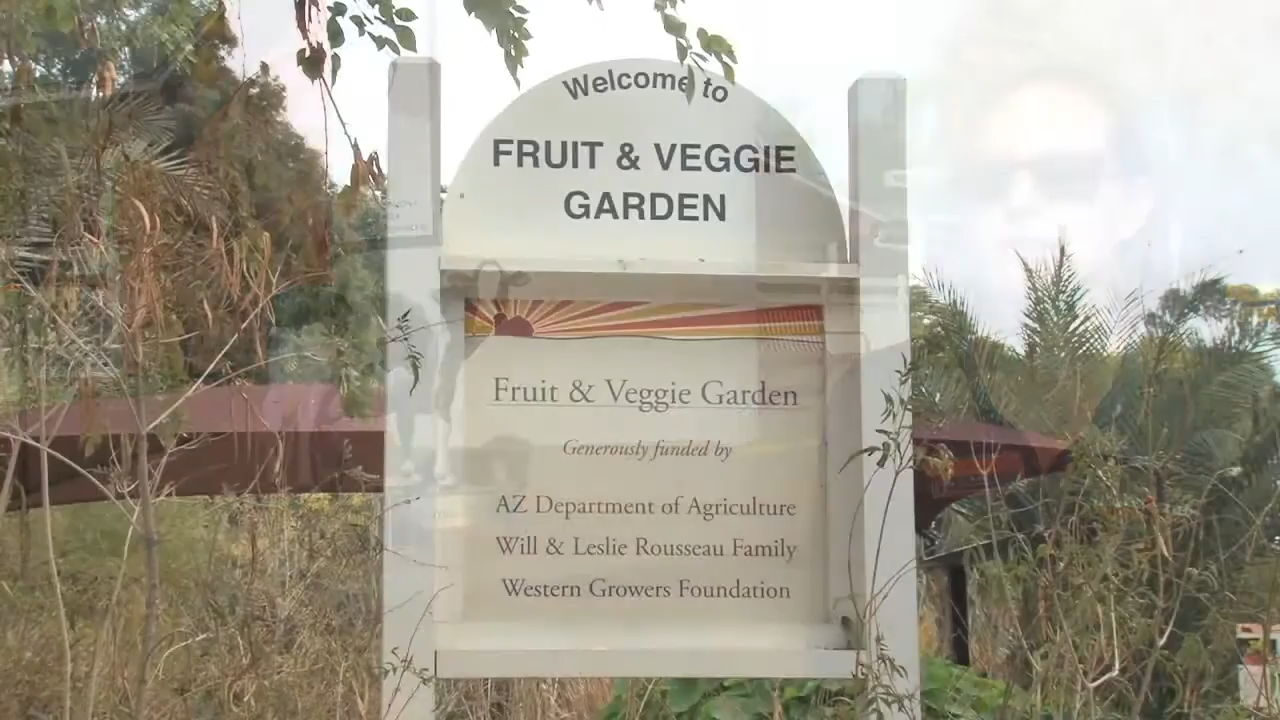 Welcome to
FRUIT & VEGGIE
GARDEN
Fruit & Veggie Garden
Generously funded by
AZ Department of Agriculture
Will & Leslie Rousseau Family
Western Growers Foundation